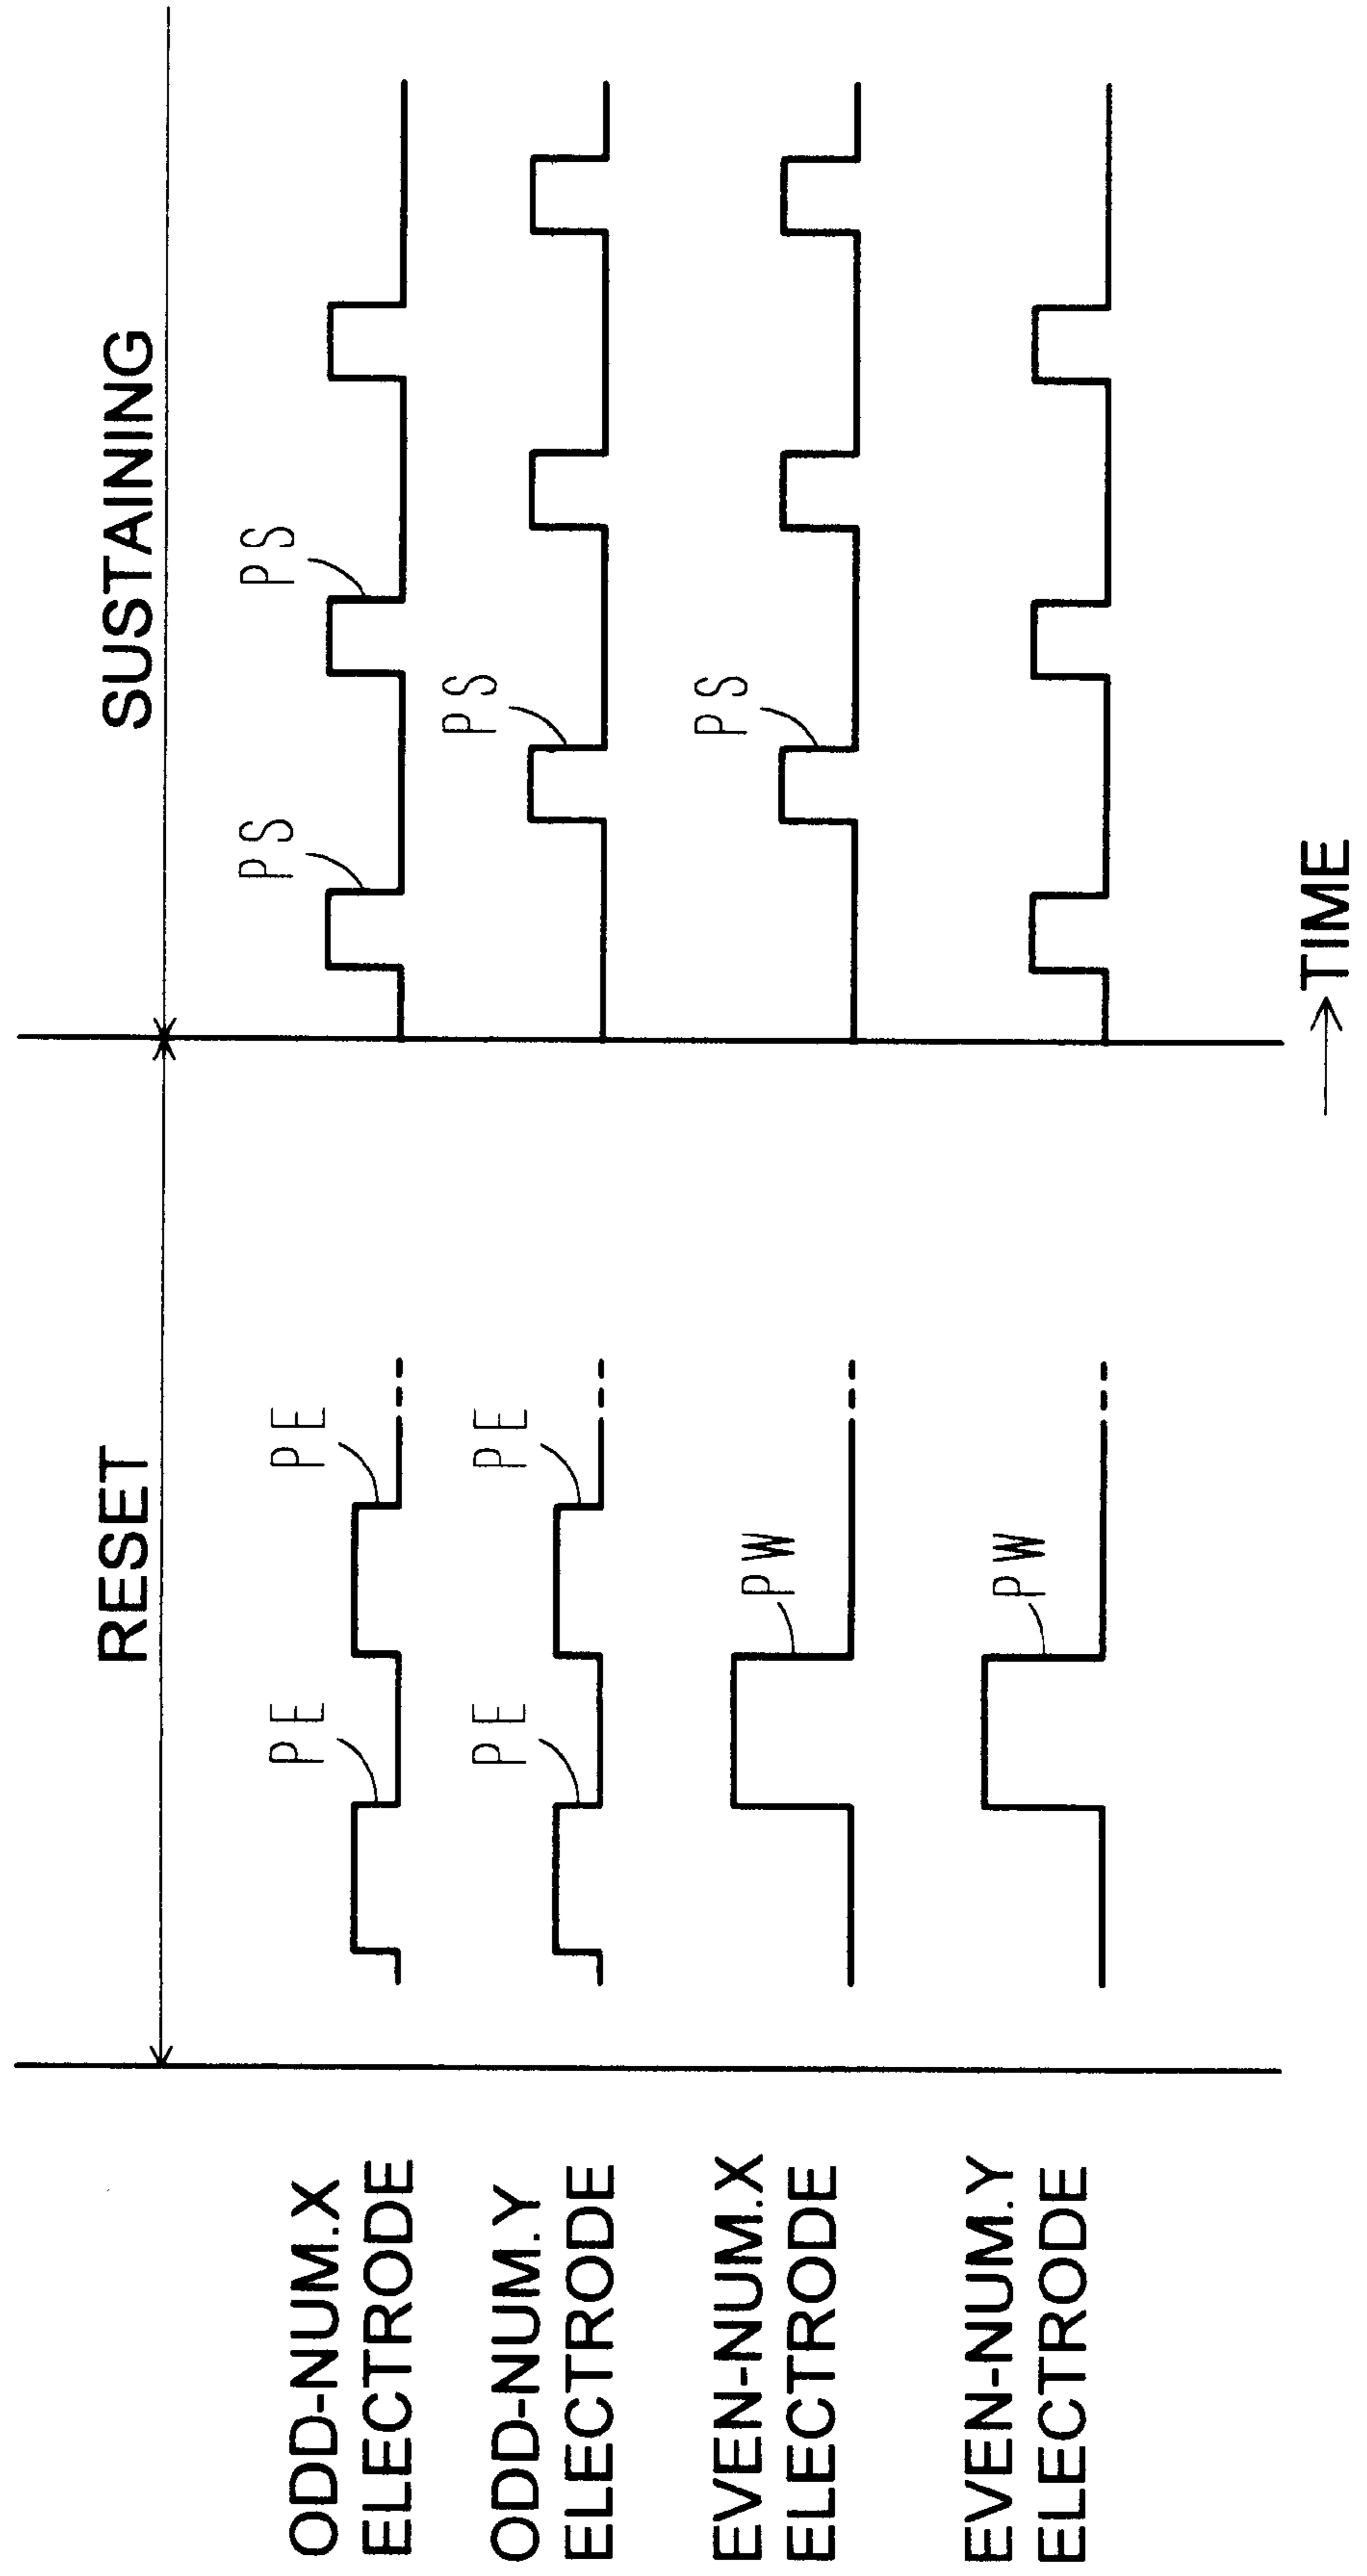 RESET
SUSTAINING
ODD-NUM.X
ELECTRODE
PE
PE
PS
PS
ODD-NUM.Y
ELECTRODE
PE
PE
PS
EVEN-NUM.X
ELECTRODE
PW
PS
EVEN-NUM.Y
ELECTRODE
PW
TIME